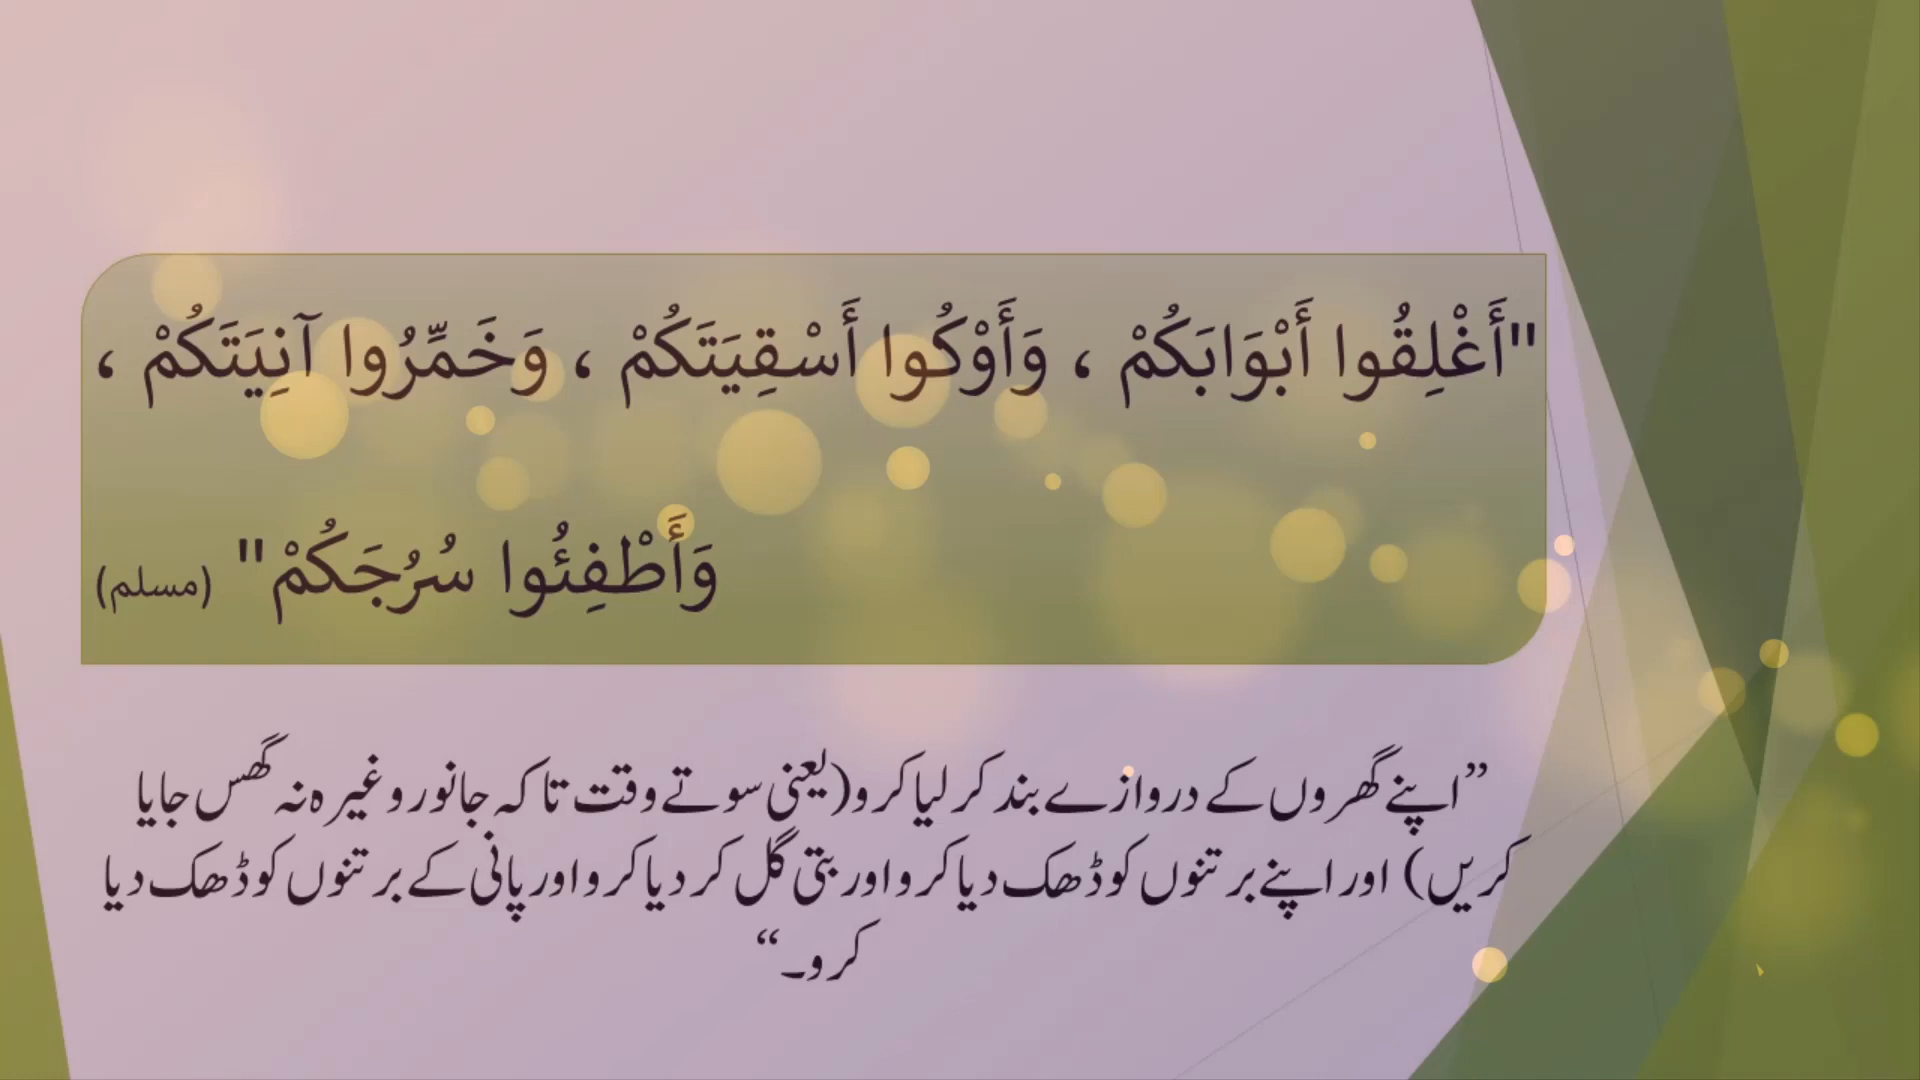 "أَغْلِقُوا أَبْوَابَكُمْ ، وَأَوْكُوا أَسْقِيَتَكُمْ ، وَخَمِّرُوا آنِيَتَكُمْ ،
وَأَطْفِئُوا سُرُجَكُمْ" (مسلم)
”اپنے گھروں کے دروازے بند کر لیا کرو (یعنی سوتے وقت تا کہ جانور وغیرہ نہ گھس جایا
کریں) اور اپنے برتنوں کو ڈھک دیا کرو اور بتی گل کر دیا کرو اور پانی کے برتنوں کو ڈھک دیا
کرو۔“